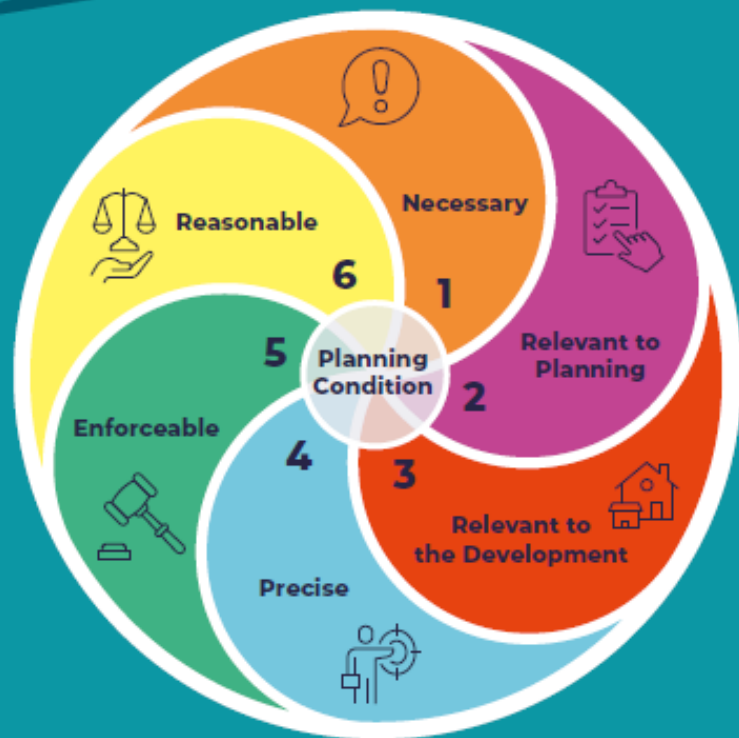 Necessary
1
Relevant to
Planning
2
3
Relevant to
the Development
4
Precise
5
Enforceable
6
Reasonable
Planning
Condition